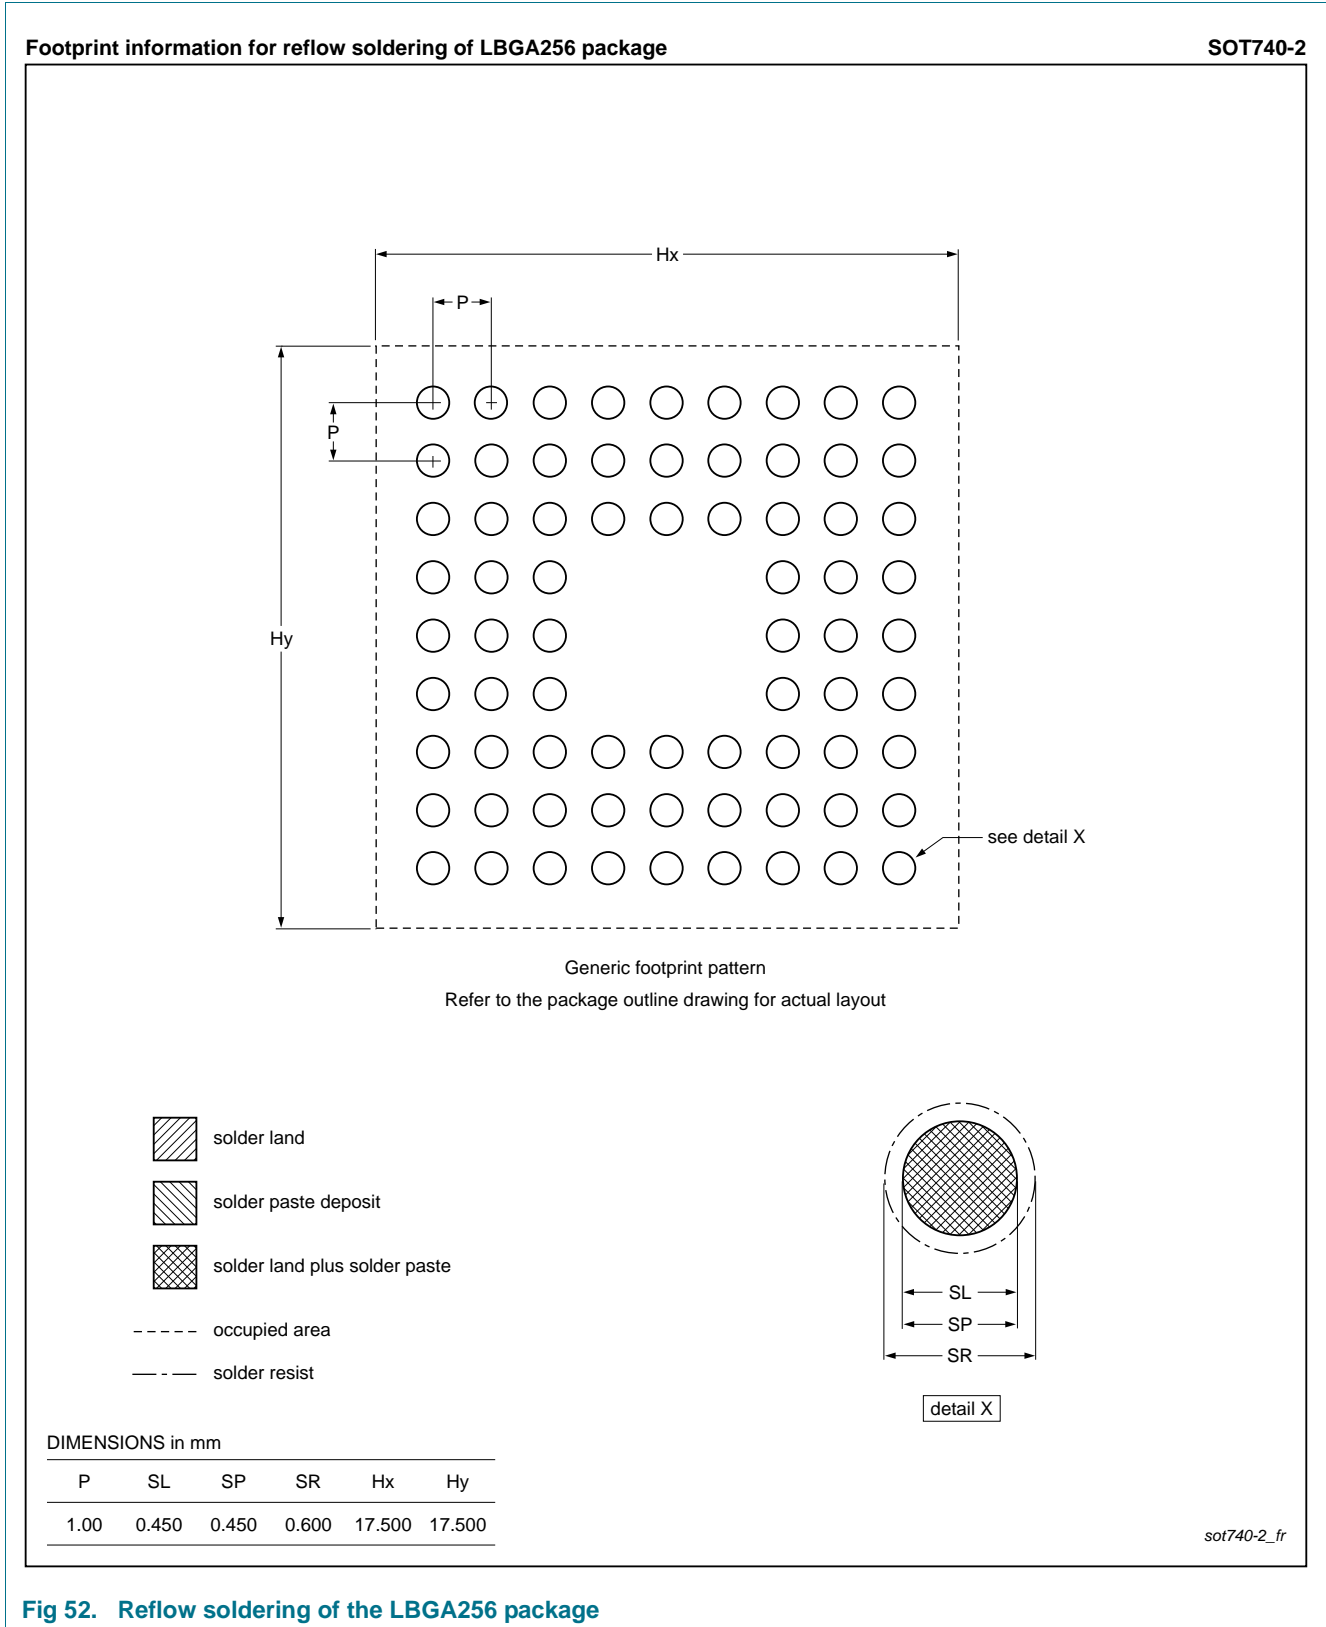 Footprint information for reflow soldering of LBGA256 package SOT740-2
Hx
P
P
Hy
see detail X
Generic footprint pattern
Refer to the package outline drawing for actual layout
solder land
solder paste deposit
solder land plus solder paste
occupied area
solder resist
SL
SP
SR
detail X
DIMENSIONS in mm
P SL SP SR Hx Hy
1.00 0.450 0.450 0.600 17.500 17.500
sot740-2_fr
Fig 52. Reflow soldering of the LBGA256 package